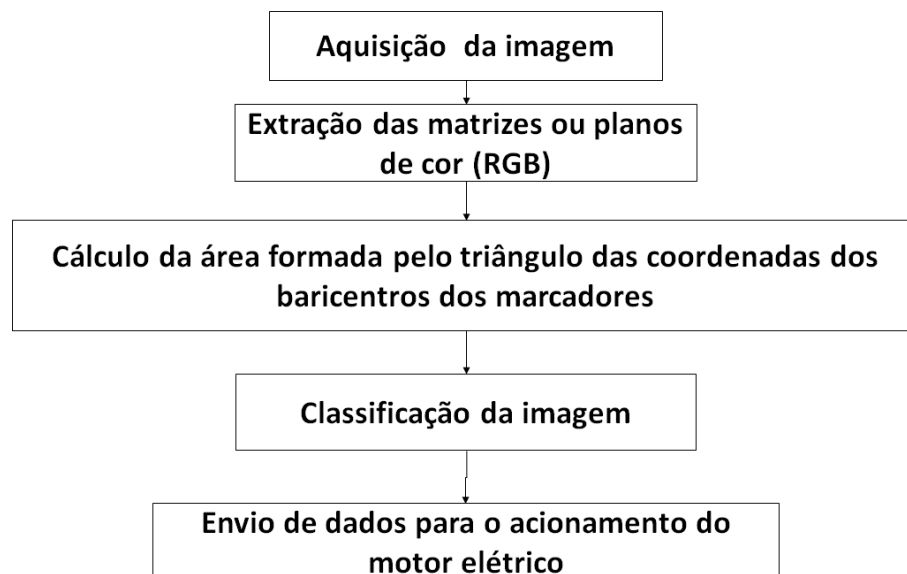 Aquisição da imagem
Extração das matrizes ou planos
de cor (RGB)
Cálculo da área formada pelo triângulo das coordenadas dos
baricentros dos marcadores
Classificação da imagem
Envio de dados para o acionamento do
motor elétrico